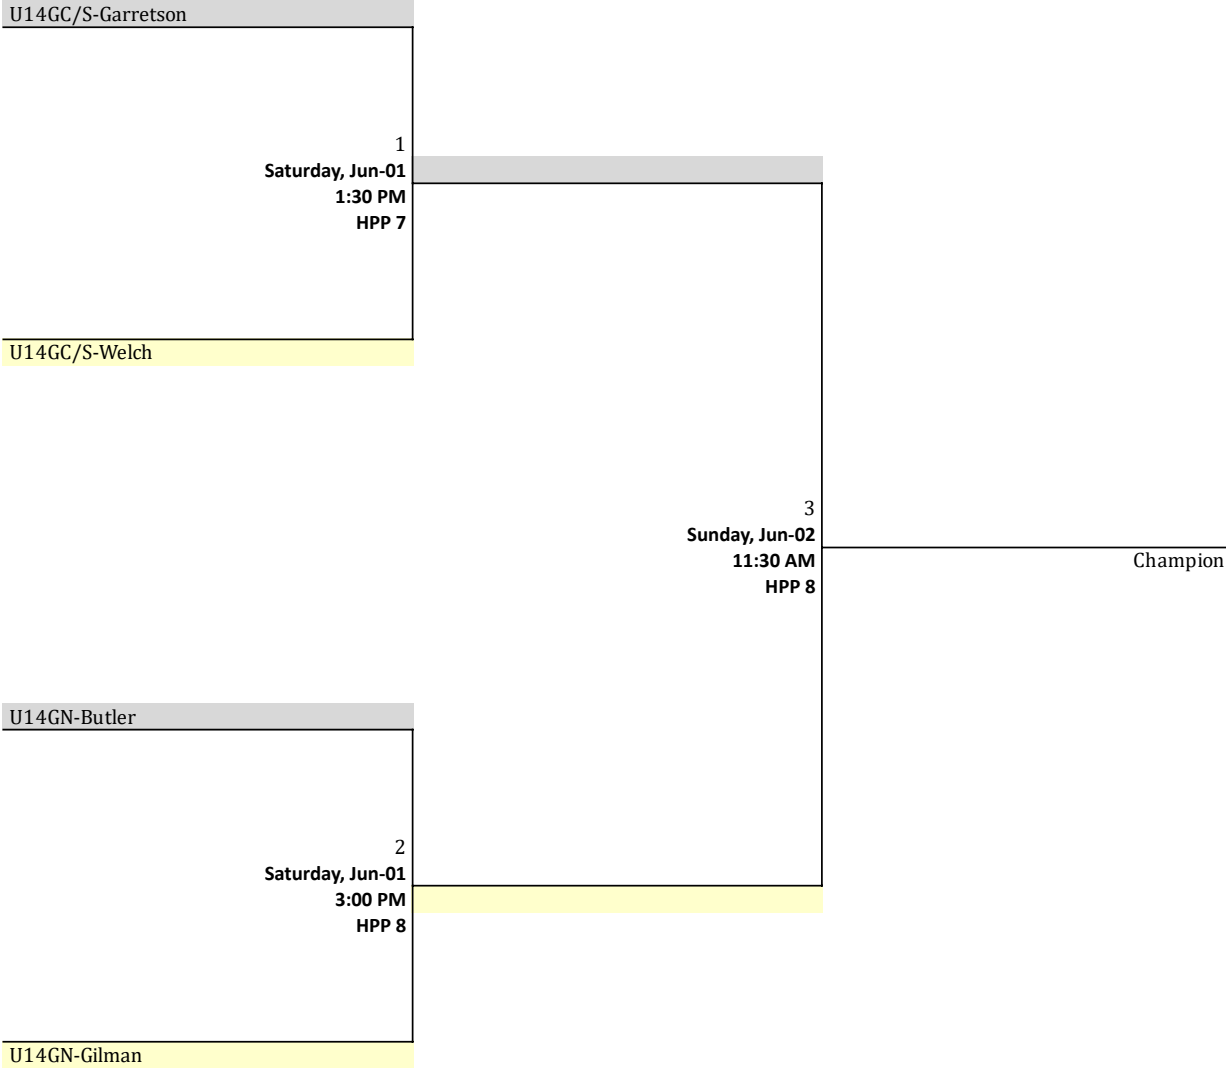 U14GC/S-Garretson
1
Saturday, Jun-01
1:30 PM
HPP 7
U14GC/S-Welch
3
Sunday, Jun-02
11:30 AM
Champion
HPP 8
U14GN-Butler
2
Saturday, Jun-01
3:00 PM
HPP 8
U14GN-Gilman